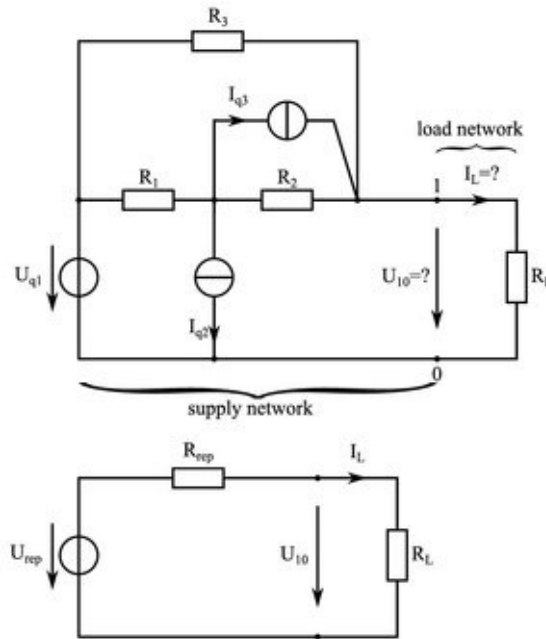 R3
Iq3
load network
R1
R2
1
IL=?
Uq1
U10=?
Iq2
0
supply network
Rrep
IL
Urep
U10
RL